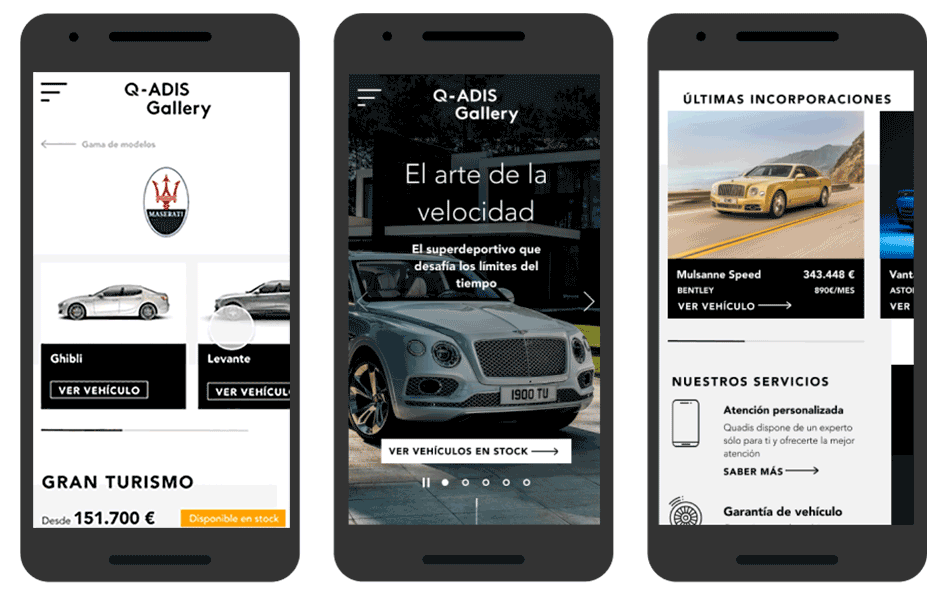 Q-ADIS
Gallery
Gama de modelos
MASERATI
Ghibli
VER VEHÍCULO
Levante
VER VEHÍCUL
GRAN TURISMO
Desde 151.700 €
Disponible en stock
Q-ADIS
Gallery
El arte de la
velocidad
El superdeportivo que
desafía los límites del
tiempo
1900 TU
VER VEHÍCULOS EN STOCK
ÚLTIMAS INCORPORACIONES
Mulsanne Speed 343.448 €
BENTLEY 890€/MES
VER VEHÍCULO
Vant
ASTO
VER
NUESTROS SERVICIOS
Atención personalizada
Quadis dispone de un experto
sólo para ti y ofrecerte la mejor
atención
SABER MÁS
Garantía de vehículo